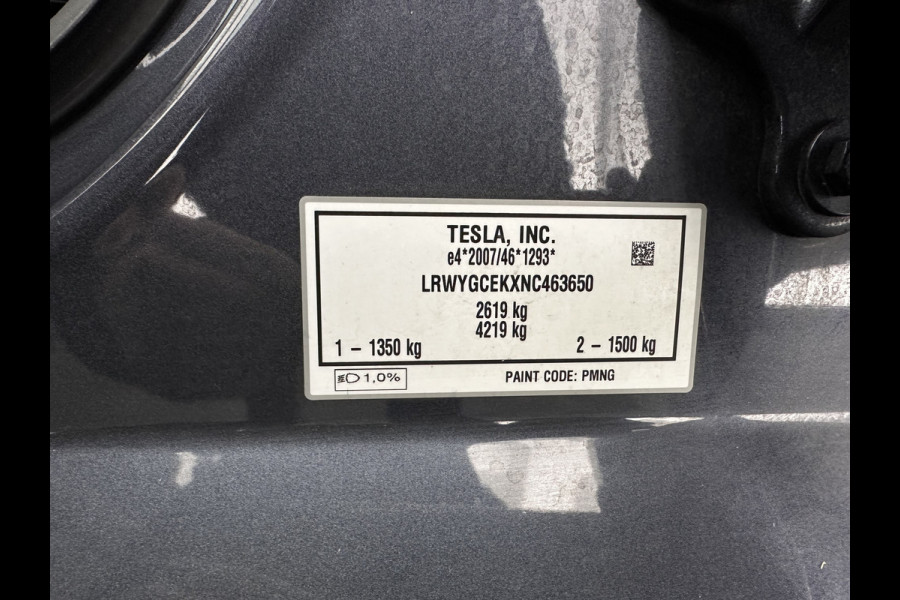 TESLA, INC.
e4*2007/46*1293*
LRWYGCEKXNC463650
2619 kg
4219 kg
1 – 1350 kg 2 – 1500 kg
1,0% PAINT CODE: PMNG